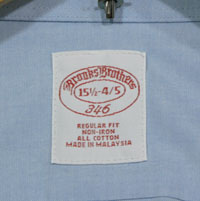 Brooks Brothers
15½-4/5
346
REGULAR FIT
NON-IRON
ALL COTTON
MADE IN MALAYSIA